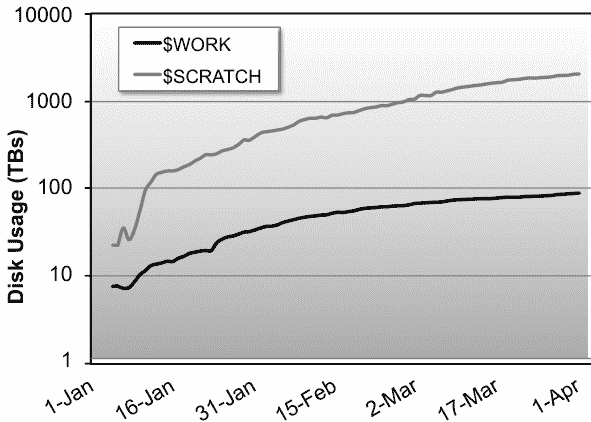 10000
1000
100
10
1
Disk Usage (TBs)
$WORK
$SCRATCH
1-Jan
16-Jan
31-Jan
15-Feb
2-Mar
17-Mar
1-Apr